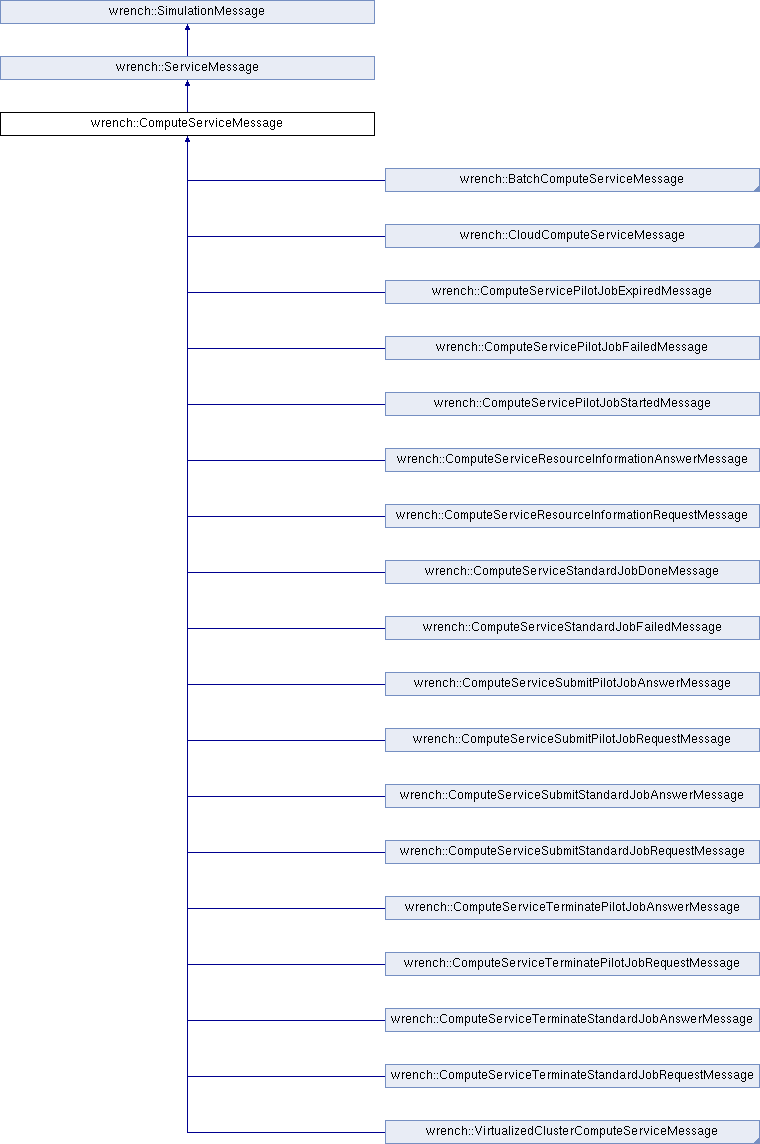 wrench::SimulationMessage
wrench::ServiceMessage
wrench::ComputeServiceMessage
wrench::BatchComputeServiceMessage
wrench::CloudComputeServiceMessage
wrench::ComputeServicePilotJobExpiredMessage
wrench::ComputeServicePilotJobFailedMessage
wrench::ComputeServicePilotJobStartedMessage
wrench::ComputeServiceResourceInformationAnswerMessage
wrench::ComputeServiceResourceInformationRequestMessage
wrench::ComputeServiceStandardJobDoneMessage
wrench::ComputeServiceStandardJobFailedMessage
wrench::ComputeServiceSubmitPilotJobAnswerMessage
wrench::ComputeServiceSubmitPilotJobRequestMessage
wrench::ComputeServiceSubmitStandardJobAnswerMessage
wrench::ComputeServiceSubmitStandardJobRequestMessage
wrench::ComputeServiceTerminatePilotJobAnswerMessage
wrench::ComputeServiceTerminatePilotJobRequestMessage
wrench::ComputeServiceTerminateStandardJobAnswerMessage
wrench::ComputeServiceTerminateStandardJobRequestMessage
wrench::VirtualizedClusterComputeServiceMessage